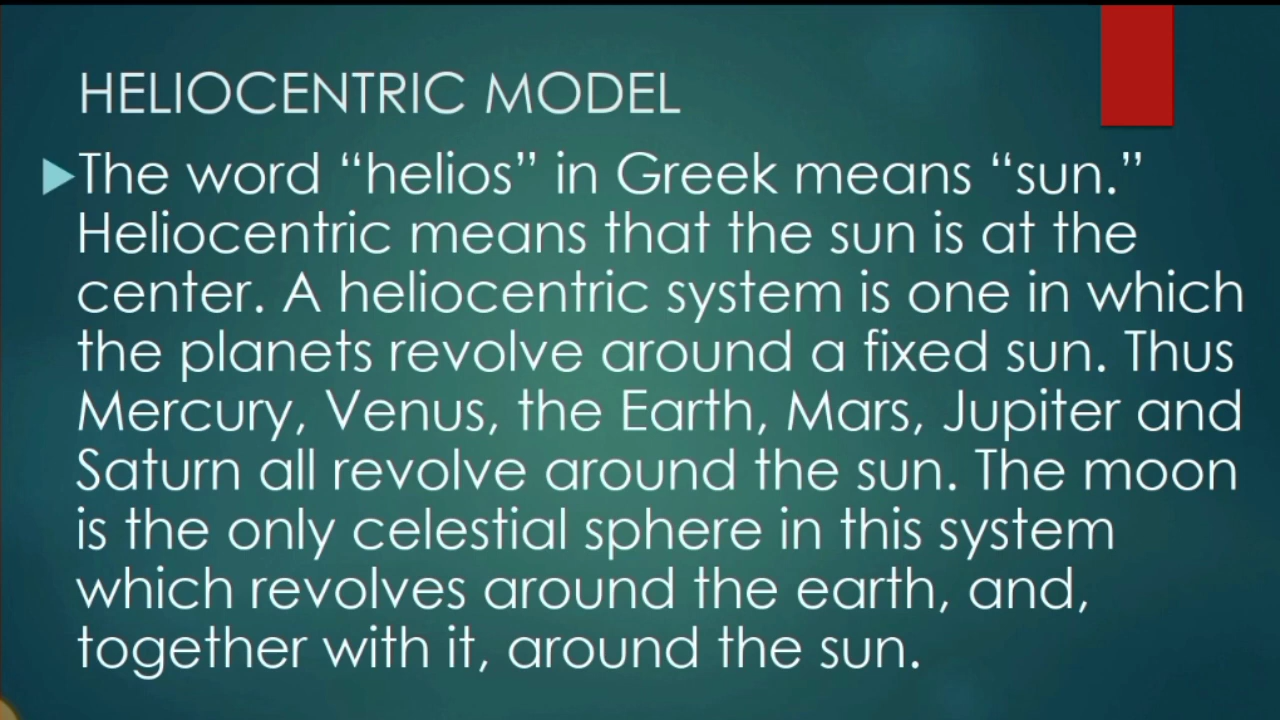 HELIOCENTRIC MODEL
The word “helios” in Greek means “sun.”
Heliocentric means that the sun is at the
center. A heliocentric system is one in which
the planets revolve around a fixed sun. Thus
Mercury, Venus, the Earth, Mars, Jupiter and
Saturn all revolve around the sun. The moon
is the only celestial sphere in this system
which revolves around the earth, and,
together with it, around the sun.